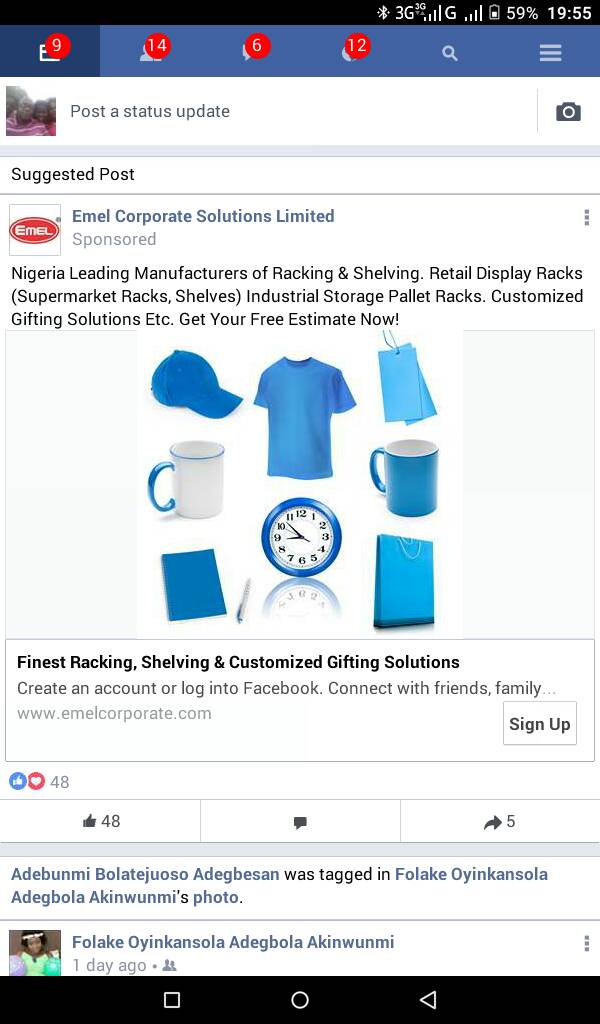 3G 3G G 59% 19:55
9 14 6 12
Post a status update
Suggested Post
EMEL
Emel Corporate Solutions Limited
Sponsored
Nigeria Leading Manufacturers of Racking & Shelving. Retail Display Racks
(Supermarket Racks, Shelves) Industrial Storage Pallet Racks. Customized
Gifting Solutions Etc. Get Your Free Estimate Now!
11 12 1
10 2
9 3
8 4
7 6 5
Finest Racking, Shelving & Customized Gifting Solutions
Create an account or log into Facebook. Connect with friends, family...
www.emelcorporate.com
Sign Up
48
48 5
Adebunmi Bolatejuoso Adegbesan was tagged in Folake Oyinkansola
Adegbola Akinwunmi's photo.
Folake Oyinkansola Adegbola Akinwunmi
1 day ago •